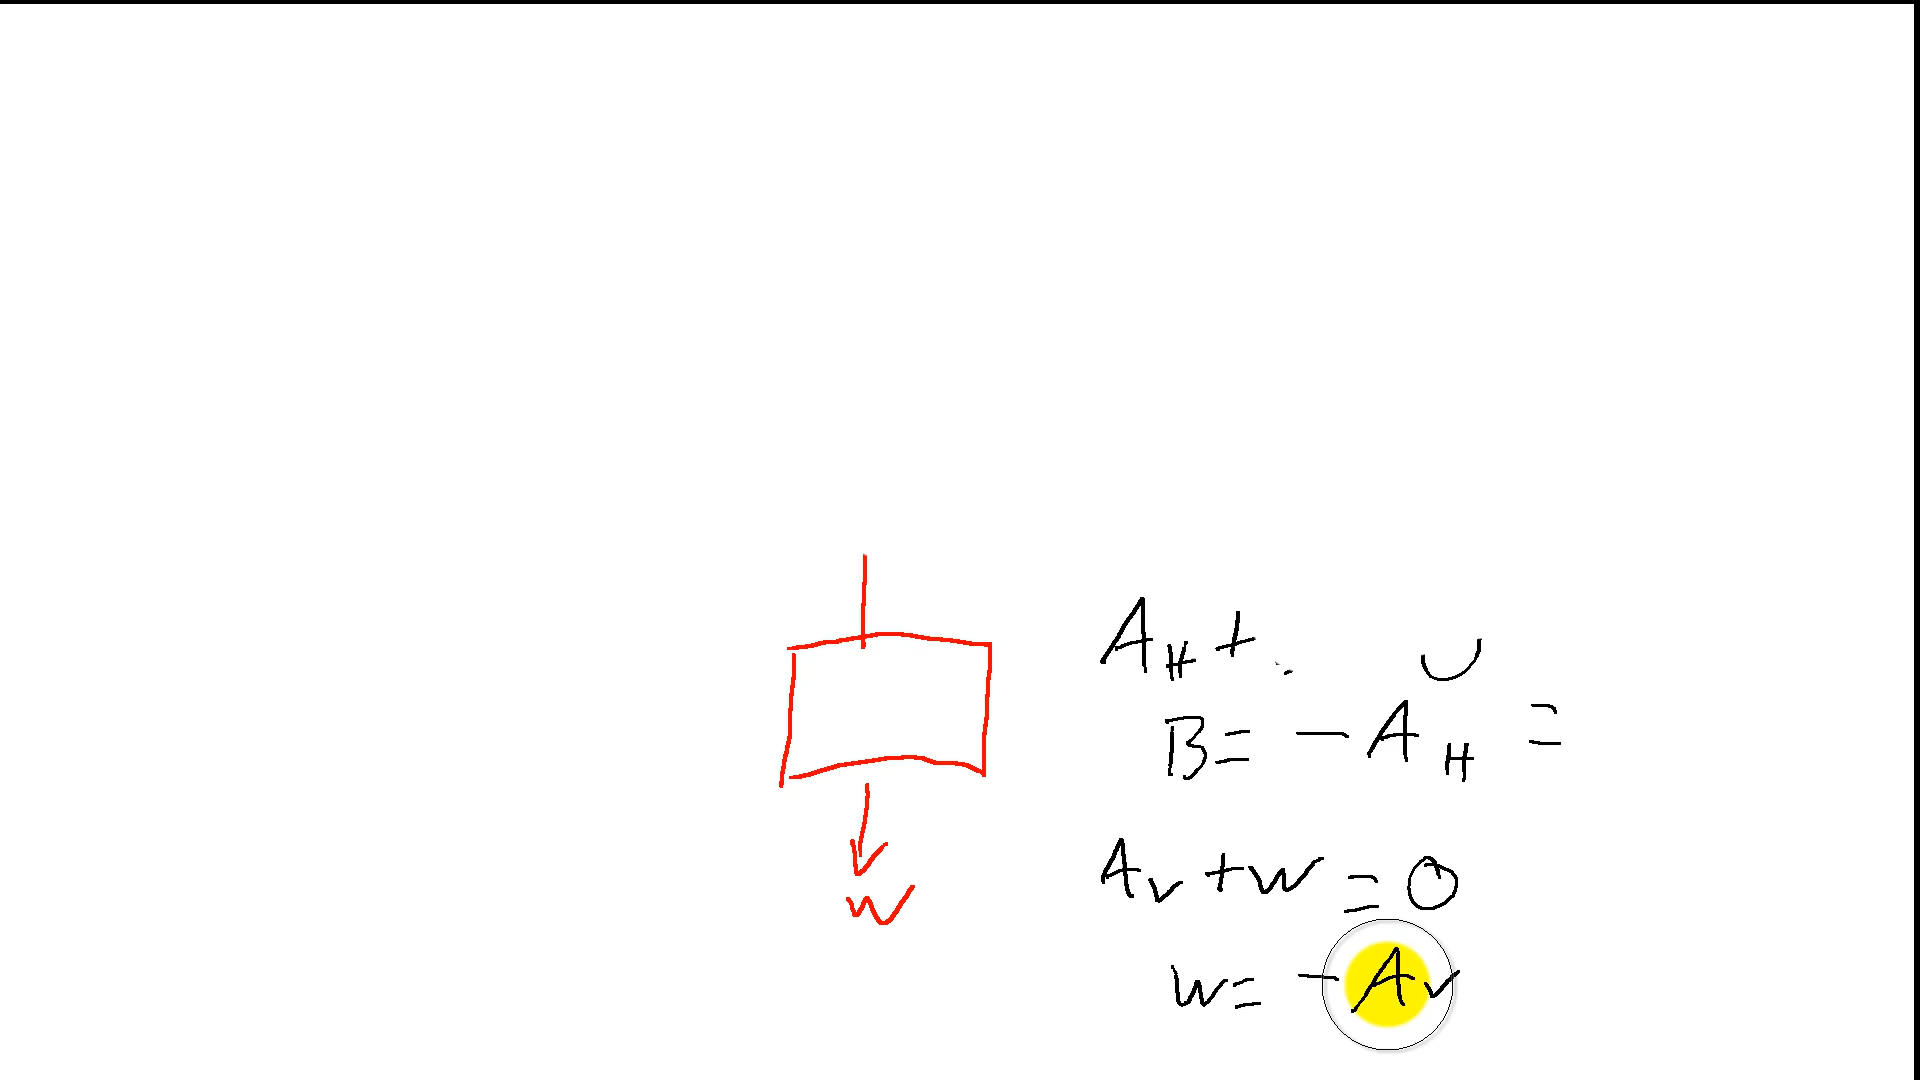 A_H +
B = - A_H =
A_v + w = 0
w = - A_v
w